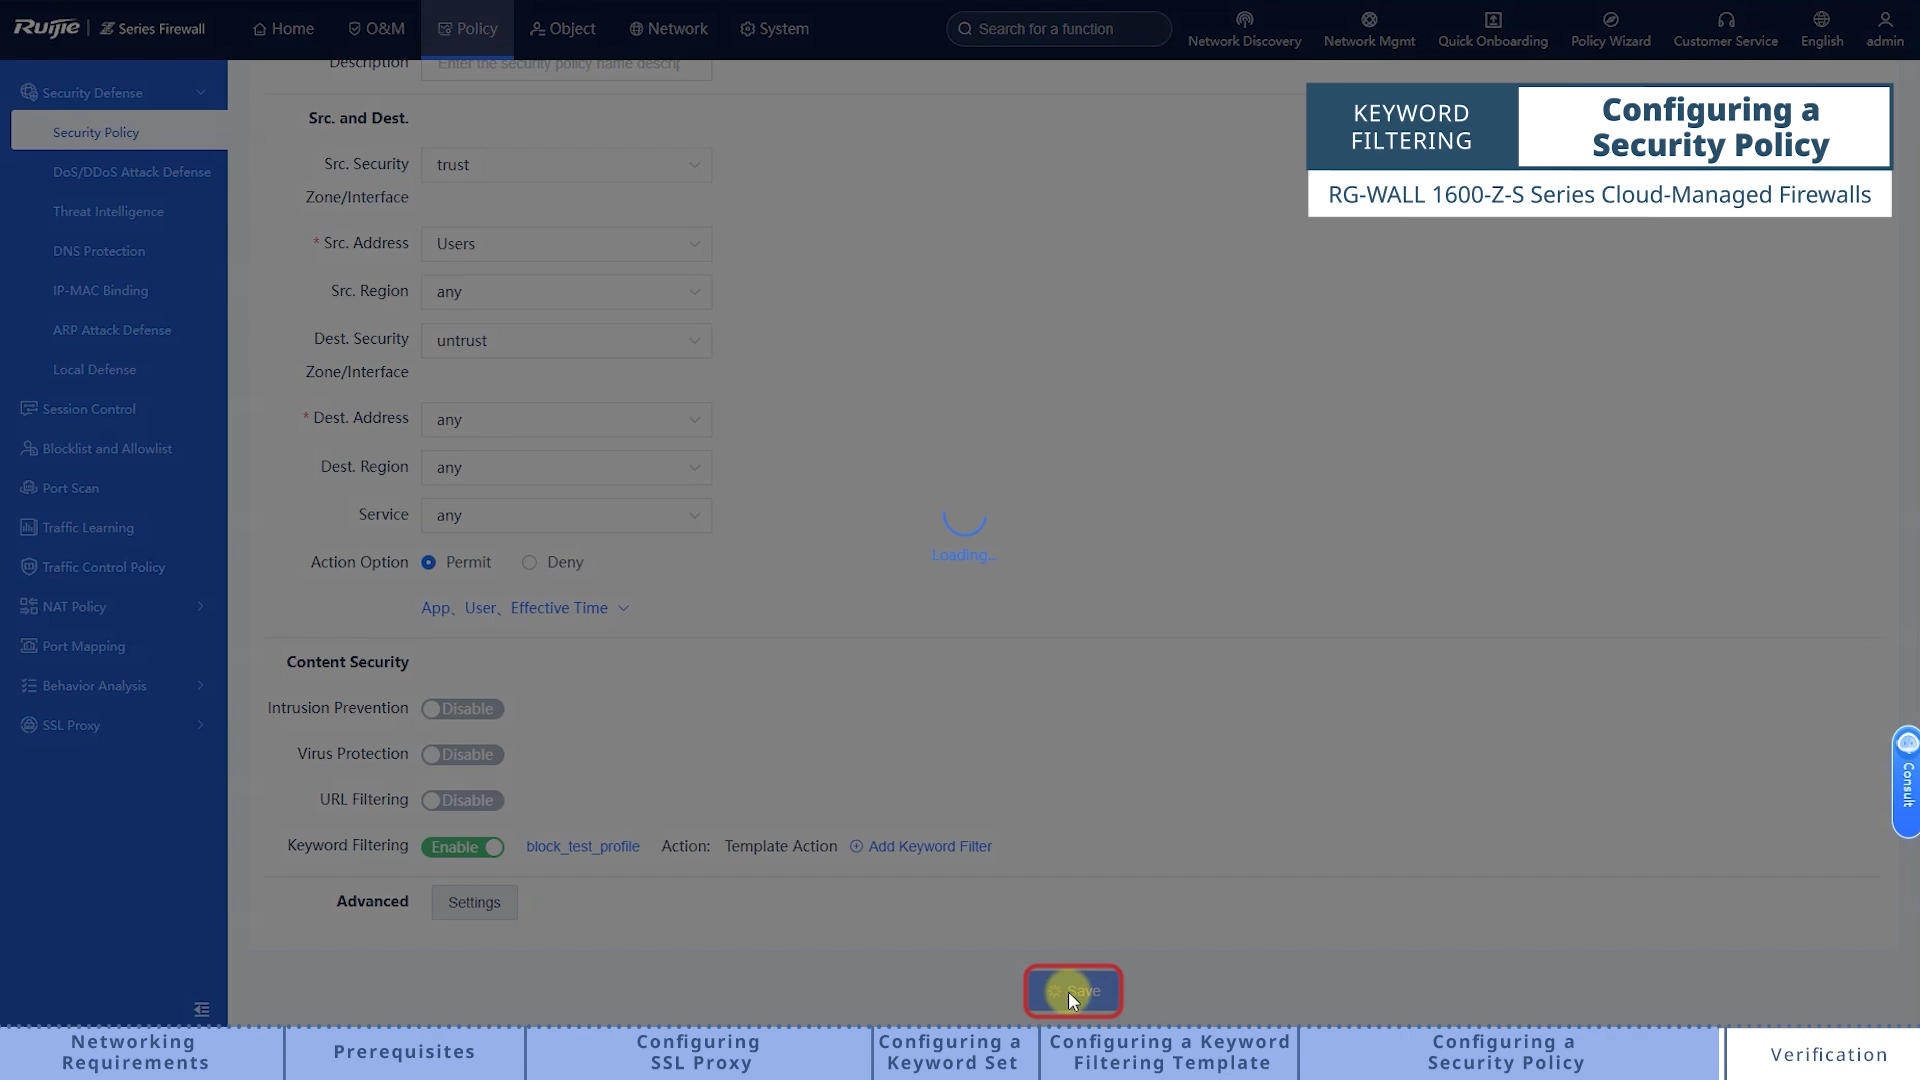 Ruijie | Series Firewall
Home
O&M
Policy
Object
Network
System
Search for a function
Network Discovery
Network Mgmt
Quick Onboarding
Policy Wizard
Customer Service
English
admin
Security Defense
Security Policy
DoS/DDoS Attack Defense
Threat Intelligence
DNS Protection
IP-MAC Binding
ARP Attack Defense
Local Defense
Session Control
Blocklist and Allowlist
Port Scan
Traffic Learning
Traffic Control Policy
NAT Policy
Port Mapping
Behavior Analysis
SSL Proxy
Description
Enter the security policy name descrip
Src. and Dest.
Src. Security
Zone/Interface
trust
* Src. Address
Users
Src. Region
any
Dest. Security
Zone/Interface
untrust
* Dest. Address
any
Dest. Region
any
Service
any
Action Option
Permit
Deny
App、User、Effective Time
Content Security
Intrusion Prevention
Disable
Virus Protection
Disable
URL Filtering
Disable
Keyword Filtering
Enable
block_test_profile
Action:
Template Action
Add Keyword Filter
Advanced
Settings
Loading...
Save
Consult
KEYWORD
FILTERING
Configuring a
Security Policy
RG-WALL 1600-Z-S Series Cloud-Managed Firewalls
Networking
Requirements
Prerequisites
Configuring
SSL Proxy
Configuring a
Keyword Set
Configuring a Keyword
Filtering Template
Configuring a
Security Policy
Verification